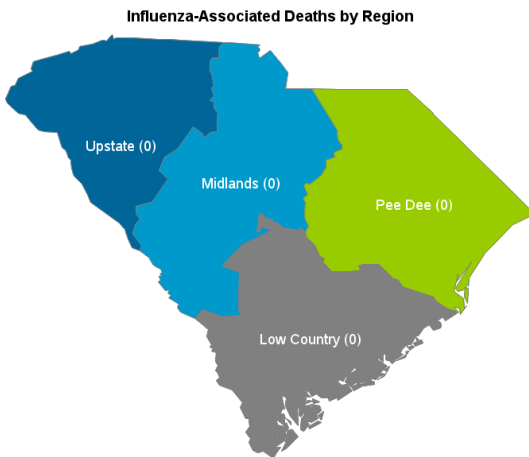 Influenza-Associated Deaths by Region
Upstate (0)
Midlands (0)
Pee Dee (0)
Low Country (0)